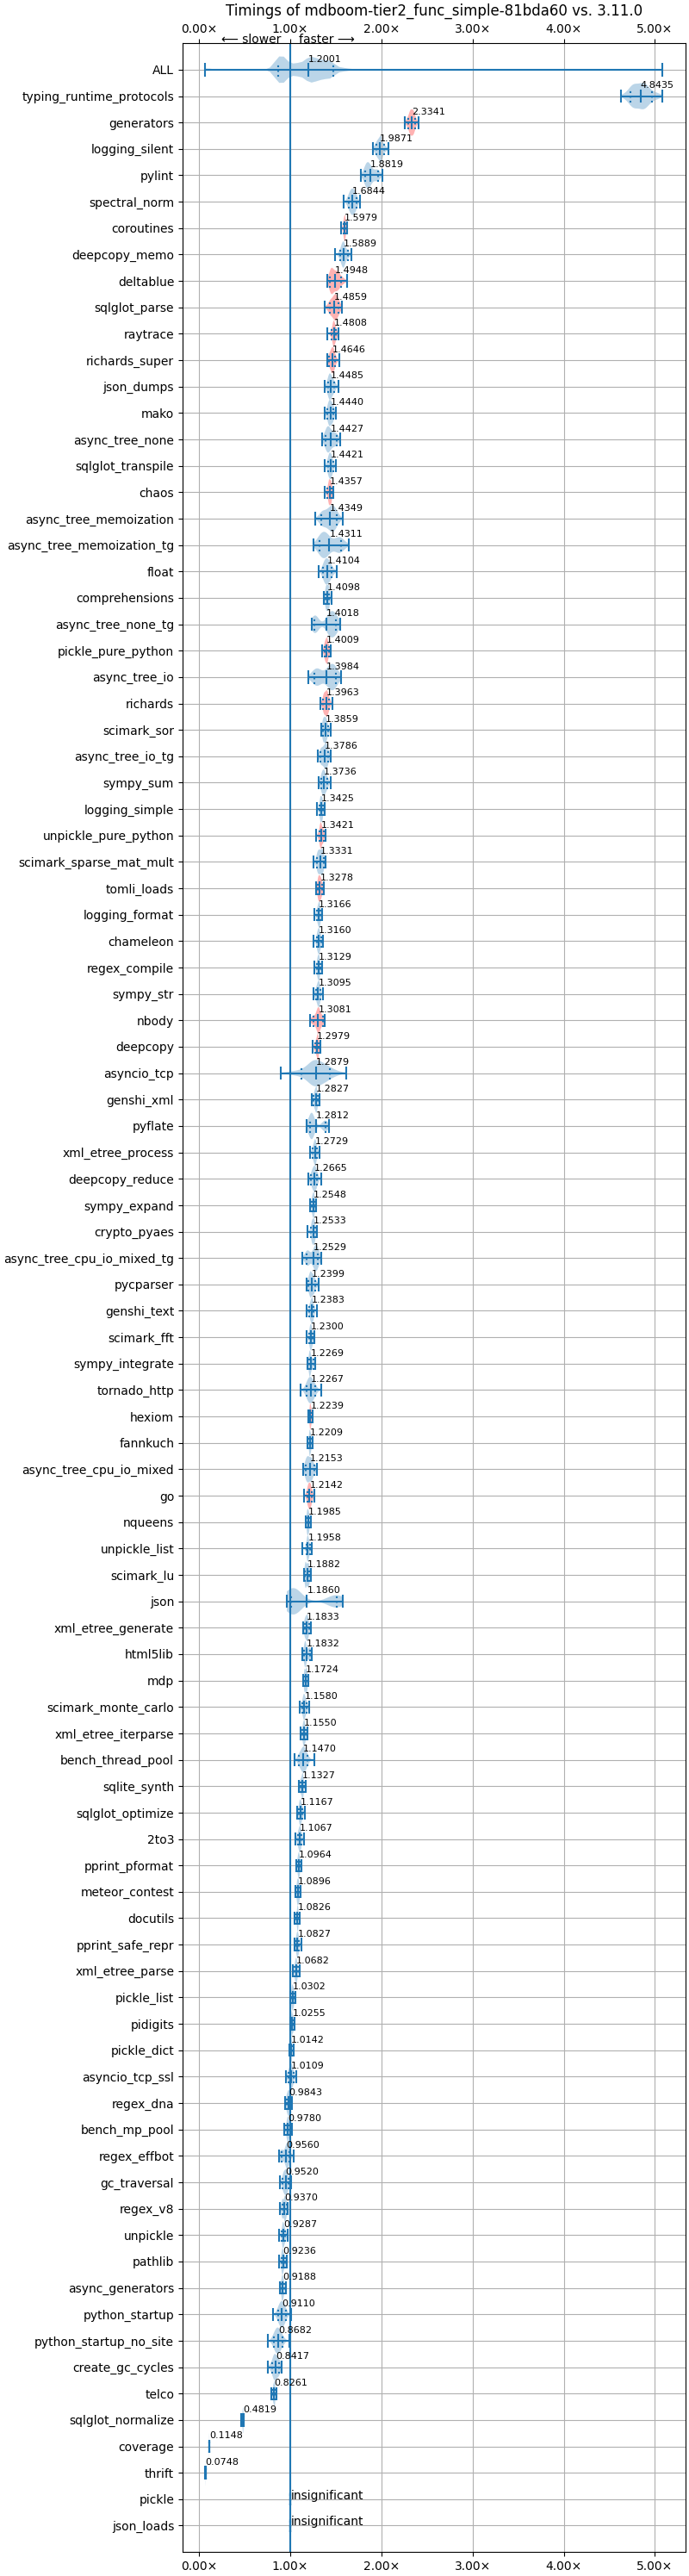 Timings of mdboom-tier2_func_simple-81bda60 vs. 3.11.0
0.00× 1.00× 2.00× 3.00× 4.00× 5.00×
← slower faster →
ALL 1.2001
typing_runtime_protocols 4.8435
generators 2.3341
logging_silent 1.9871
pylint 1.8819
spectral_norm 1.6844
coroutines 1.5979
deepcopy_memo 1.5889
deltablue 1.4948
sqlglot_parse 1.4859
raytrace 1.4808
richards_super 1.4646
json_dumps 1.4485
mako 1.4440
async_tree_none 1.4427
sqlglot_transpile 1.4421
chaos 1.4357
async_tree_memoization 1.4349
async_tree_memoization_tg 1.4311
float 1.4104
comprehensions 1.4098
async_tree_none_tg 1.4018
pickle_pure_python 1.4009
async_tree_io 1.3984
richards 1.3963
scimark_sor 1.3859
async_tree_io_tg 1.3786
sympy_sum 1.3736
logging_simple 1.3425
unpickle_pure_python 1.3421
scimark_sparse_mat_mult 1.3331
tomli_loads 1.3278
logging_format 1.3166
chameleon 1.3160
regex_compile 1.3129
sympy_str 1.3095
nbody 1.3081
deepcopy 1.2979
asyncio_tcp 1.2879
genshi_xml 1.2827
pyflate 1.2812
xml_etree_process 1.2729
deepcopy_reduce 1.2665
sympy_expand 1.2548
crypto_pyaes 1.2533
async_tree_cpu_io_mixed_tg 1.2529
pycparser 1.2399
genshi_text 1.2383
scimark_fft 1.2300
sympy_integrate 1.2269
tornado_http 1.2267
hexiom 1.2239
fannkuch 1.2209
async_tree_cpu_io_mixed 1.2153
go 1.2142
nqueens 1.1985
unpickle_list 1.1958
scimark_lu 1.1882
json 1.1860
xml_etree_generate 1.1833
html5lib 1.1832
mdp 1.1724
scimark_monte_carlo 1.1580
xml_etree_iterparse 1.1550
bench_thread_pool 1.1470
sqlite_synth 1.1327
sqlglot_optimize 1.1167
2to3 1.1067
pprint_pformat 1.0964
meteor_contest 1.0896
docutils 1.0826
pprint_safe_repr 1.0827
xml_etree_parse 1.0682
pickle_list 1.0302
pidigits 1.0255
pickle_dict 1.0142
asyncio_tcp_ssl 1.0109
regex_dna 0.9843
bench_mp_pool 0.9780
regex_effbot 0.9560
gc_traversal 0.9520
regex_v8 0.9370
unpickle 0.9287
pathlib 0.9236
async_generators 0.9188
python_startup 0.9110
python_startup_no_site 0.8682
create_gc_cycles 0.8417
telco 0.8261
sqlglot_normalize 0.4819
coverage 0.1148
thrift 0.0748
pickle insignificant
json_loads insignificant
0.00× 1.00× 2.00× 3.00× 4.00× 5.00×